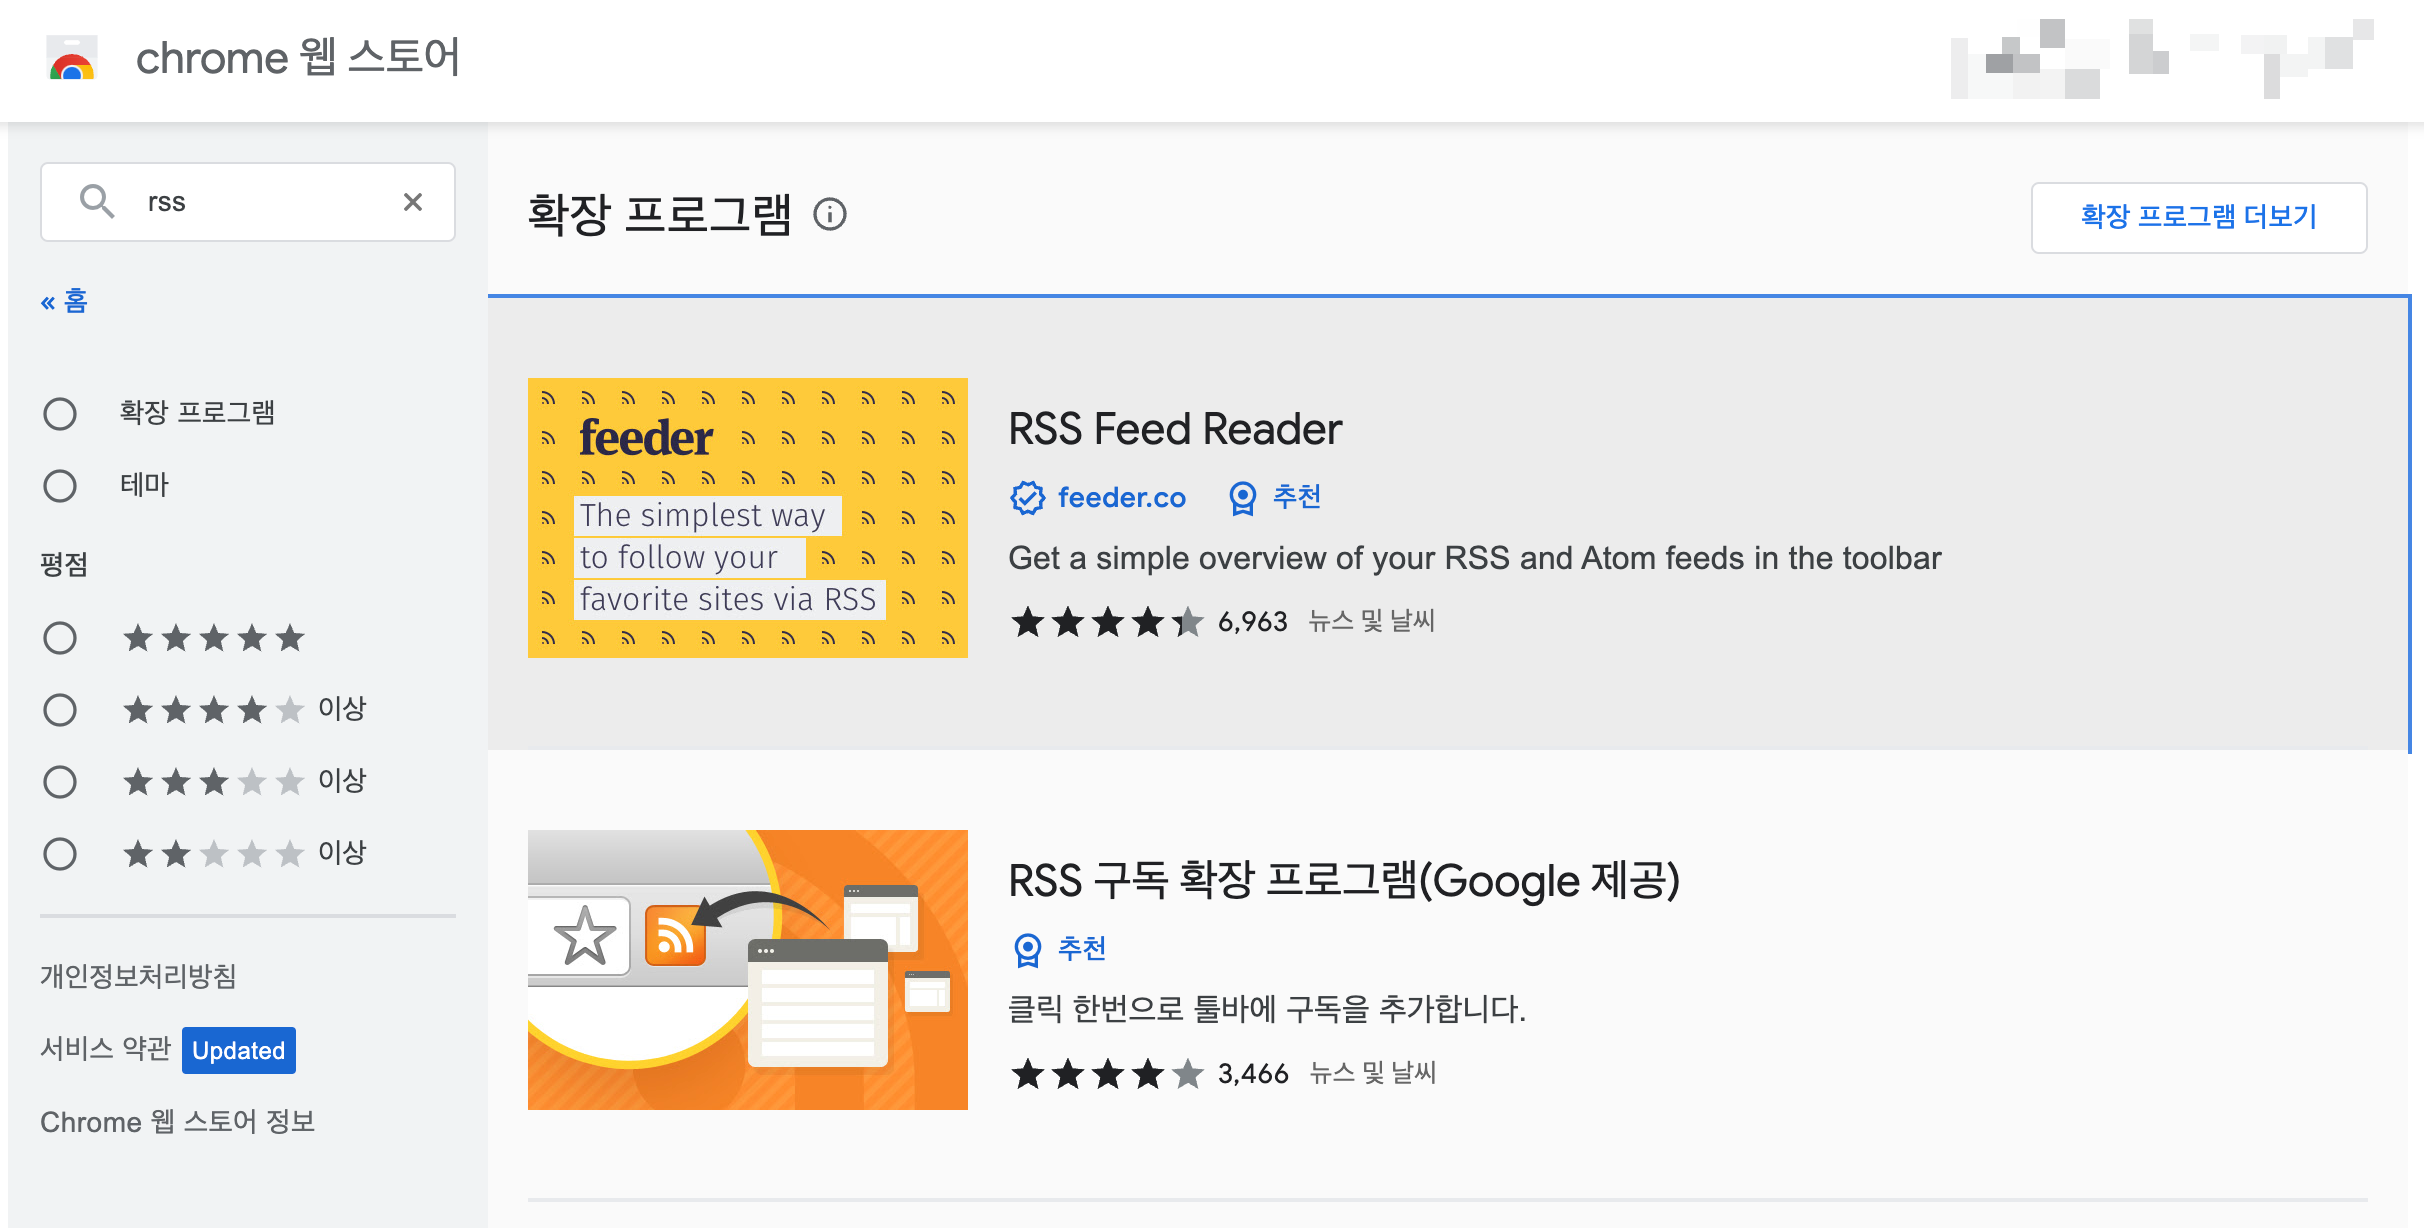 chrome 웹 스토어
rss
« 홈
확장 프로그램
테마
평점
이상
이상
이상
개인정보처리방침
서비스 약관 Updated
Chrome 웹 스토어 정보
확장 프로그램
확장 프로그램 더보기
feeder
The simplest way
to follow your
favorite sites via RSS
RSS Feed Reader
feeder.co 추천
Get a simple overview of your RSS and Atom feeds in the toolbar
6,963 뉴스 및 날씨
RSS 구독 확장 프로그램(Google 제공)
추천
클릭 한번으로 툴바에 구독을 추가합니다.
3,466 뉴스 및 날씨